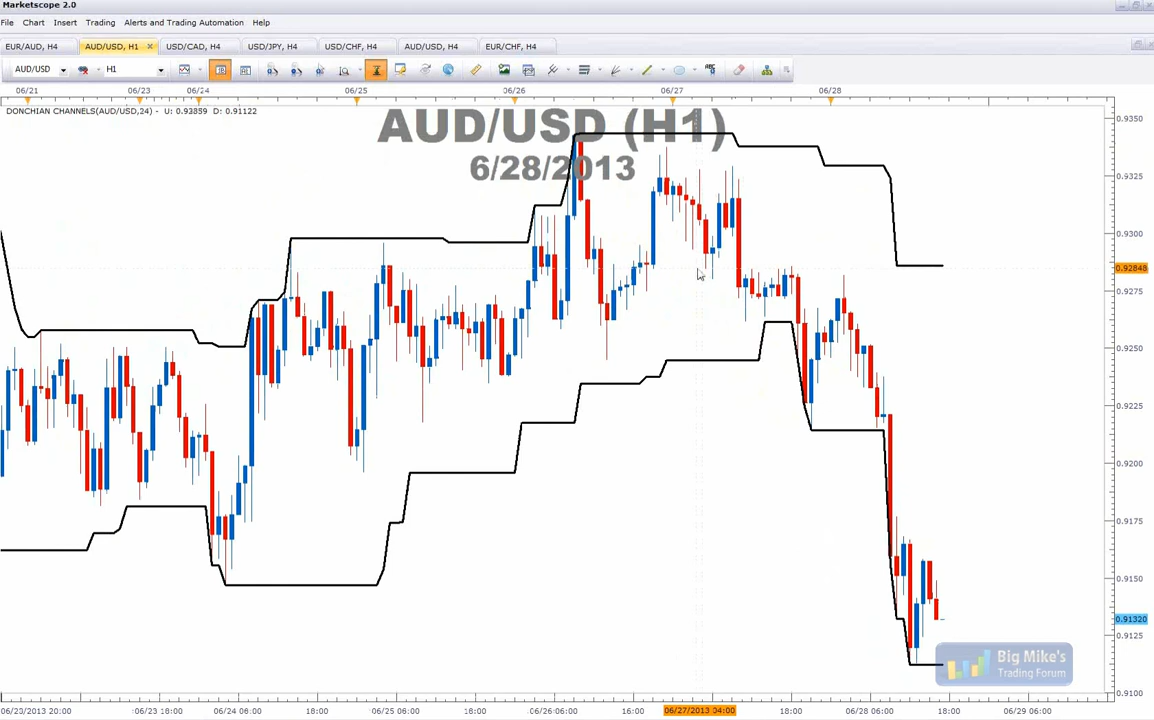 Marketscope 2.0
File Chart Insert Trading Alerts and Trading Automation Help
EUR/AUD, H4 AUD/USD, H1 USD/CAD, H4 USD/JPY, H4 USD/CHF, H4 AUD/USD, H4 EUR/CHF, H4
AUD/USD H1
06/21 06/23 06/24 06/25 06/26 06/27 06/28
DONCHIAN CHANNELS(AUD/USD,24) - U: 0.93359 D: 0.91122
AUD/USD (H1)
6/28/2013
0.9350
0.9325
0.9300
0.92848
0.9275
0.9250
0.9225
0.9200
0.9175
0.9150
0.91320
0.9125
0.9100
Big Mike's
Trading Forum
06/23 18:00 06/24 06:00 18:00 06/25 06:00 18:00 06/26 06:00 16:00 06/27/2013 04:00 18:00 06/28 06:00 18:00 06/29 06:00